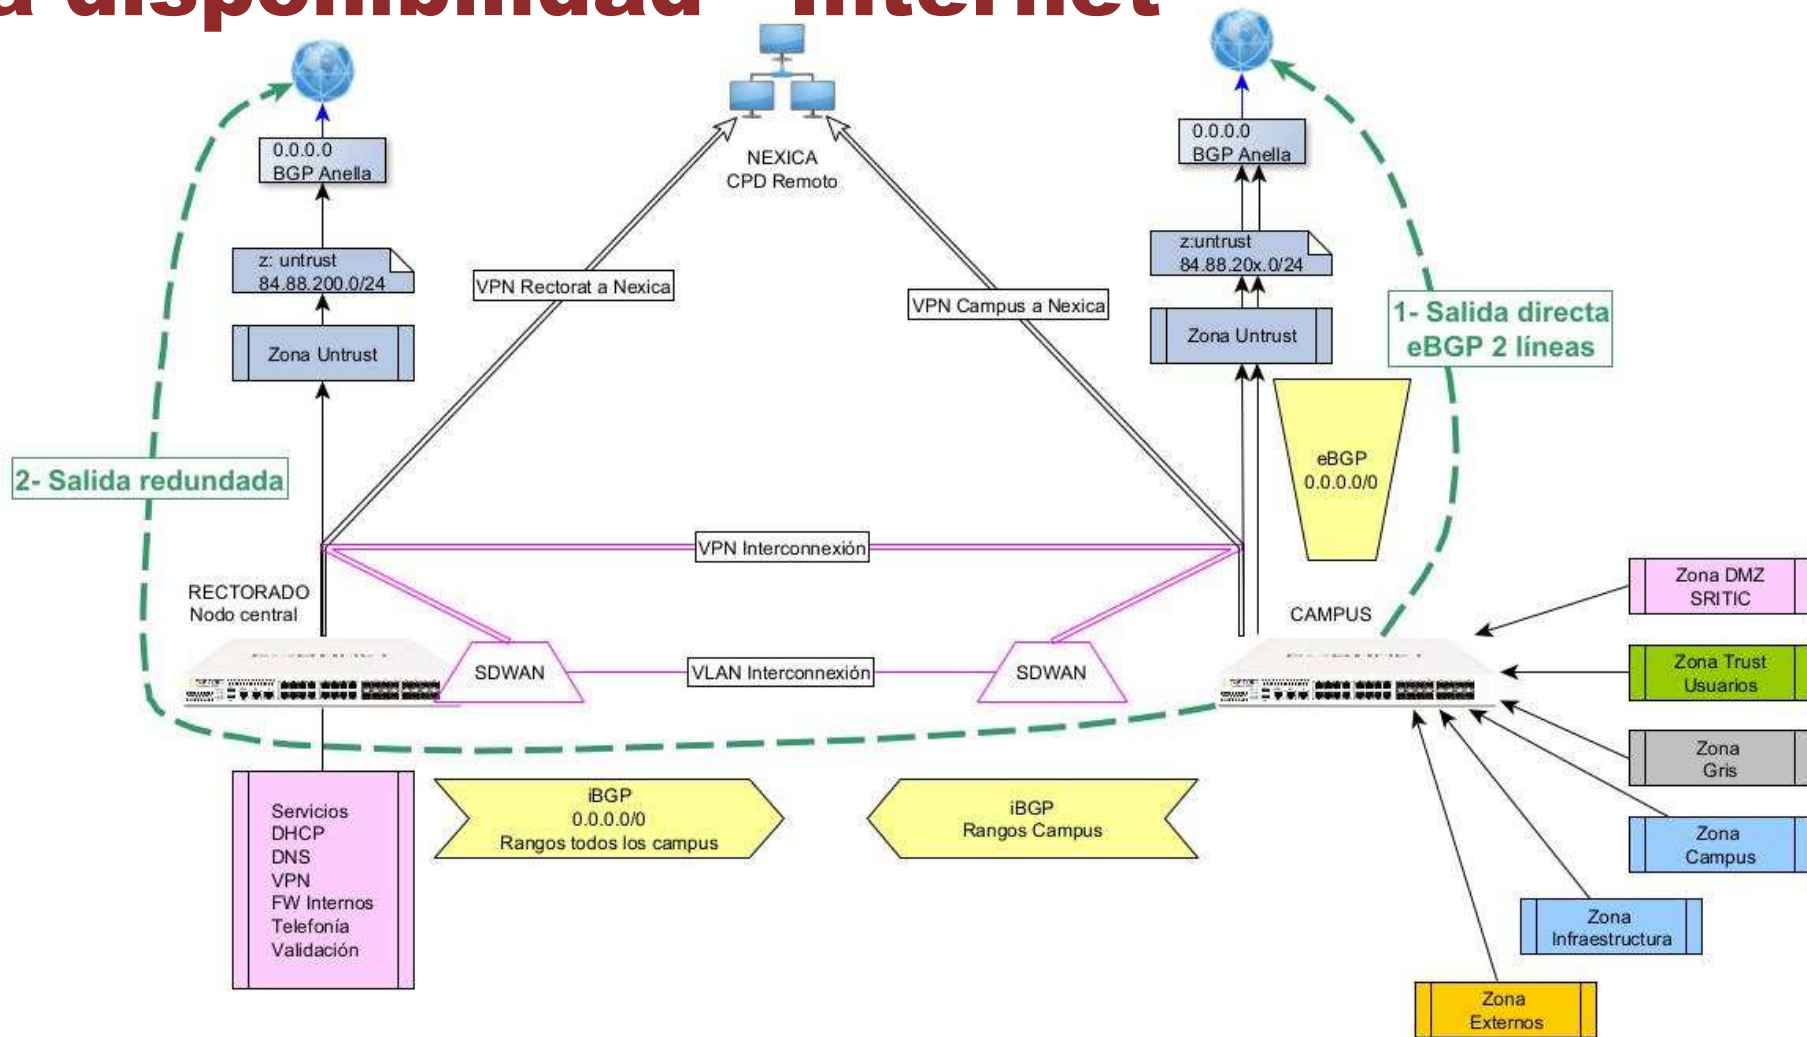 a disponibilidad - Internet
0.0.0.0
BGP Anella
z: untrust
84.88.200.0/24
Zona Untrust
NEXICA
CPD Remoto
0.0.0.0
BGP Anella
z:untrust
84.88.20x.0/24
Zona Untrust
VPN Rectorat a Nexica
VPN Campus a Nexica
1- Salida directa
eBGP 2 líneas
2- Salida redundada
eBGP
0.0.0.0/0
VPN Interconnexión
RECTORADO
Nodo central
CAMPUS
SDWAN
VLAN Interconnexión
SDWAN
Zona DMZ
SRITIC
Zona Trust
Usuarios
Zona
Gris
Zona
Campus
Zona
Infraestructura
Zona
Externos
Servicios
DHCP
DNS
VPN
FW Internos
Telefonía
Validación
iBGP
0.0.0.0/0
Rangos todos los campus
iBGP
Rangos Campus